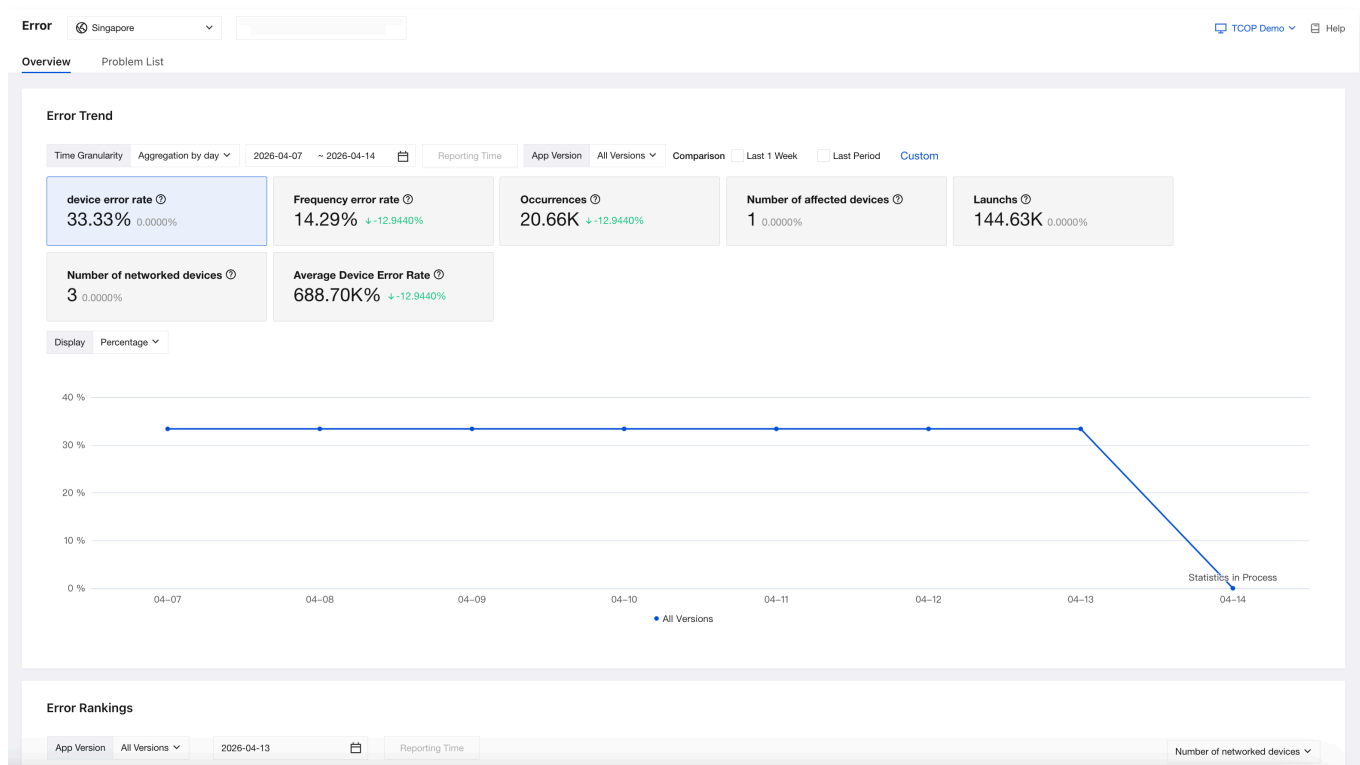 Error Singapore TCOP Demo Help
Overview Problem List
Error Trend
Time Granularity Aggregation by day 2026-04-07 ~ 2026-04-14 Reporting Time App Version All Versions Comparison Last 1 Week Last Period Custom
device error rate
33.33% 0.0000%
Frequency error rate
14.29% ↓-12.9440%
Occurrences
20.66K ↓-12.9440%
Number of affected devices
1 0.0000%
Launchs
144.63K 0.0000%
Number of networked devices
3 0.0000%
Average Device Error Rate
688.70K% ↓-12.9440%
Display Percentage
40 %
30 %
20 %
10 %
0 %
Statistics in Process
04–07 04–08 04–09 04–10 04–11 04–12 04–13 04–14
All Versions
Error Rankings
App Version All Versions 2026-04-13 Reporting Time Number of networked devices